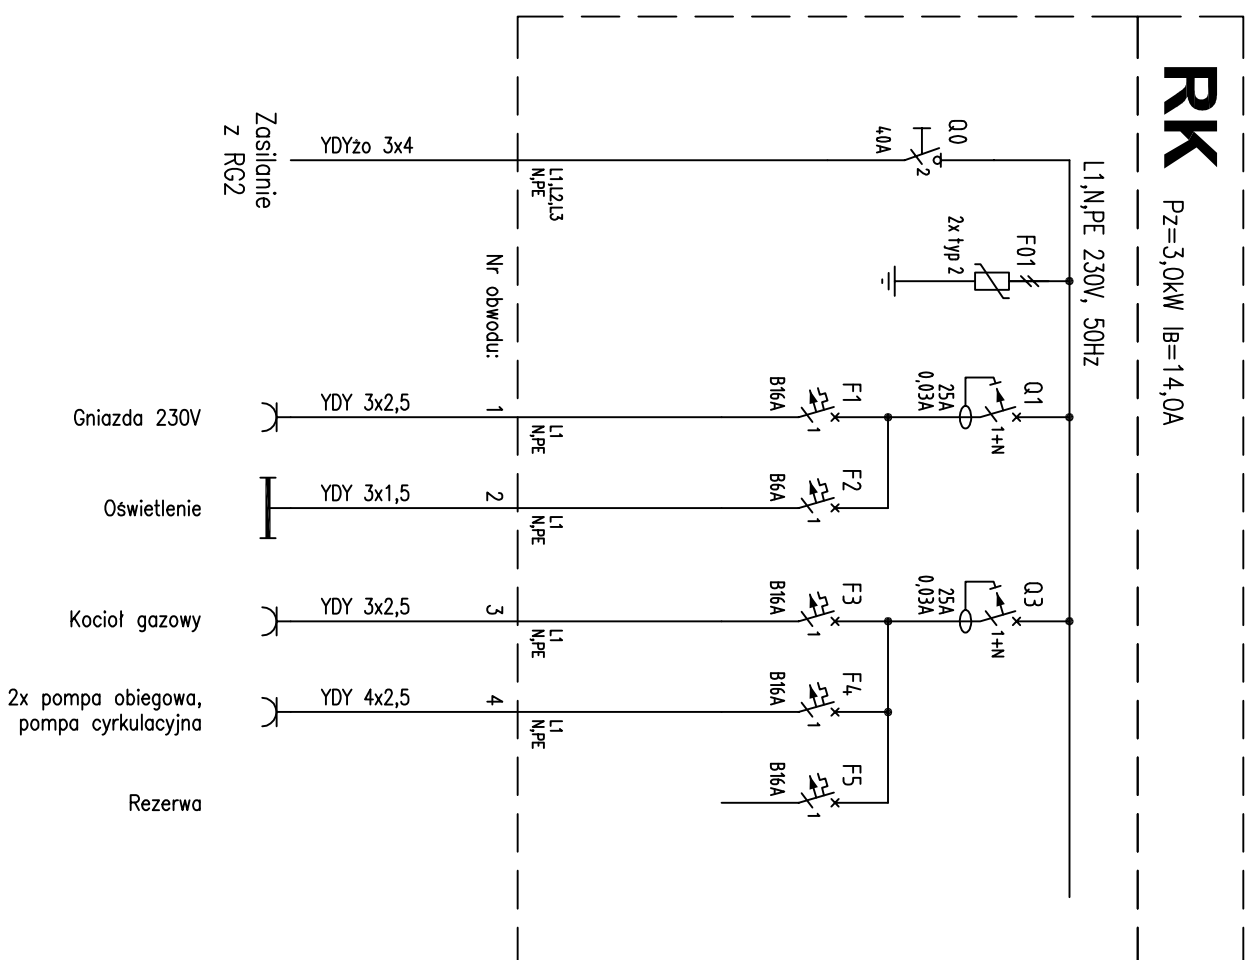 RK Pz=3,0kW IB=14,0A
L1,N,PE 230V, 50Hz
Q0
2
40A
YDYżo 3x4
L1,L2,L3
N,PE
Zasilanie
z RG2
F01
2x typ 2
Nr obwodu:
Q1
1+N
25A
0,03A
F1
1
B16A
L1
N,PE
1
YDY 3x2,5
Gniazda 230V
F2
1
B6A
L1
N,PE
2
YDY 3x1,5
Oświetlenie
Q3
1+N
25A
0,03A
F3
1
B16A
L1
N,PE
3
YDY 3x2,5
Kocioł gazowy
F4
1
B16A
L1
N,PE
4
YDY 4x2,5
2x pompa obiegowa,
pompa cyrkulacyjna
F5
1
B16A
Rezerwa